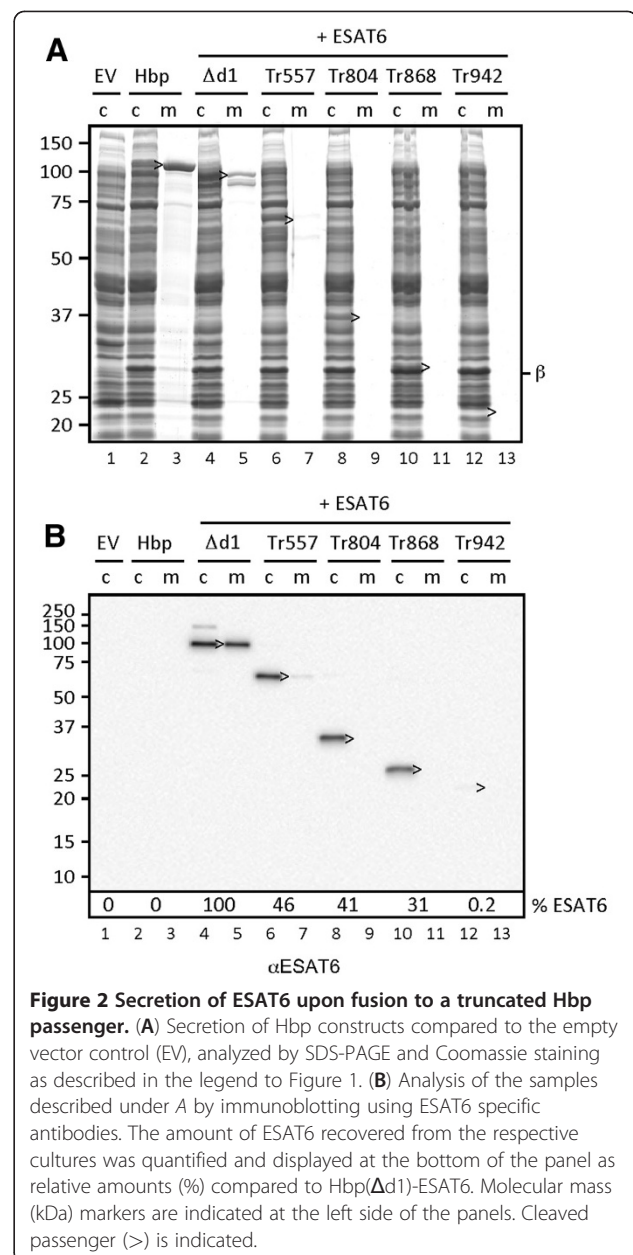 A
+ ESAT6
EV Hbp Δd1 Tr557 Tr804 Tr868 Tr942
c c m c m c m c m c m c m
150
100
75
50
37
25
20
> > > > > >
β
1 2 3 4 5 6 7 8 9 10 11 12 13
+ ESAT6
B
EV Hbp Δd1 Tr557 Tr804 Tr868 Tr942
c c m c m c m c m c m c m
250
150
100
75
50
37
25
20
15
10
> > > > >
0 0 100 46 41 31 0.2 % ESAT6
1 2 3 4 5 6 7 8 9 10 11 12 13
αESAT6
Figure 2 Secretion of ESAT6 upon fusion to a truncated Hbp
passenger. (A) Secretion of Hbp constructs compared to the empty
vector control (EV), analyzed by SDS-PAGE and Coomassie staining
as described in the legend to Figure 1. (B) Analysis of the samples
described under A by immunoblotting using ESAT6 specific
antibodies. The amount of ESAT6 recovered from the respective
cultures was quantified and displayed at the bottom of the panel as
relative amounts (%) compared to Hbp(Δd1)-ESAT6. Molecular mass
(kDa) markers are indicated at the left side of the panels. Cleaved
passenger (>) is indicated.